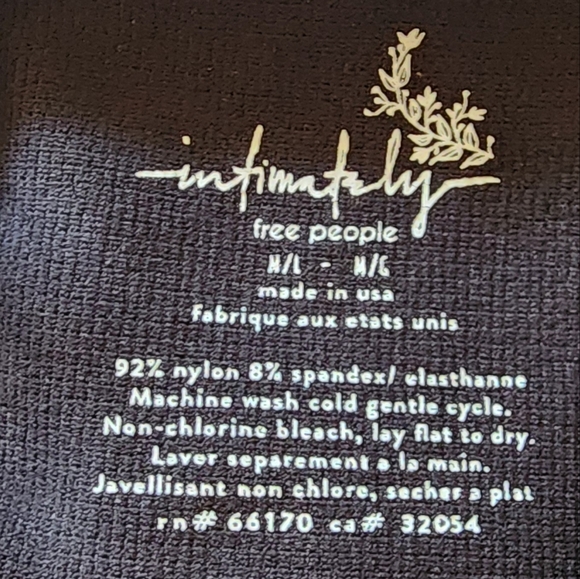 intimately
free people
M/L - M/G
made in usa
fabrique aux etats unis
92% nylon 8% spandex/ elasthanne
Machine wash cold gentle cycle.
Non-chlorine bleach, lay flat to dry.
Laver separement a la main.
Javellisant non chlore, secher a plat
rn# 66170 ca# 32054